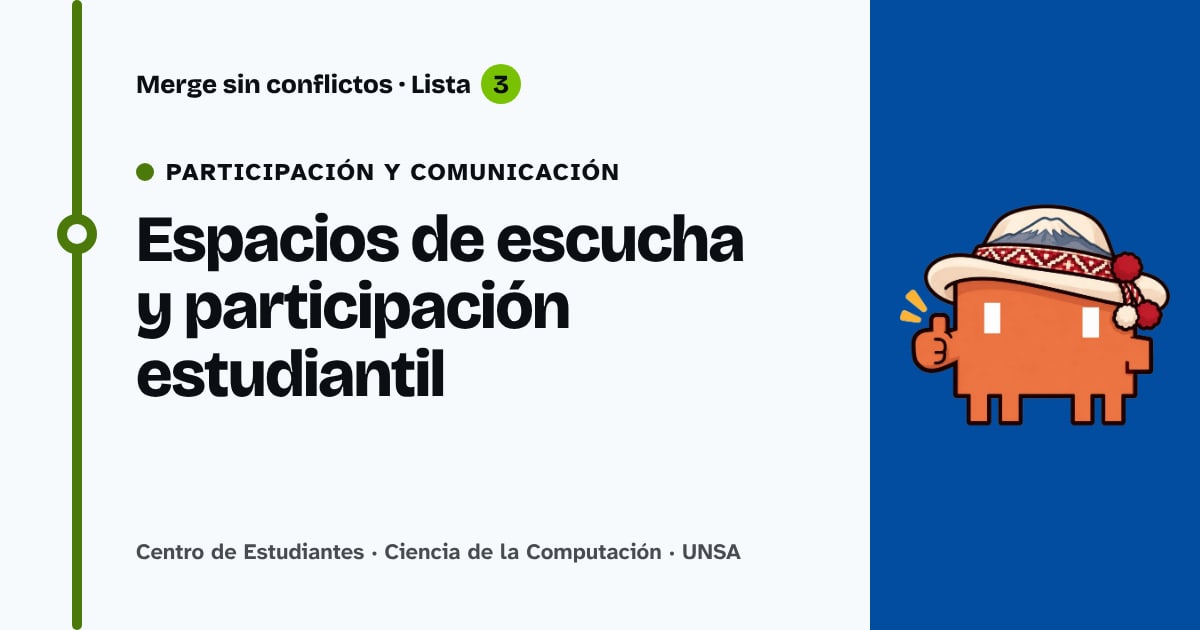 Merge sin conflictos · Lista 3
PARTICIPACIÓN Y COMUNICACIÓN
Espacios de escucha
y participación
estudiantil
Centro de Estudiantes · Ciencia de la Computación · UNSA